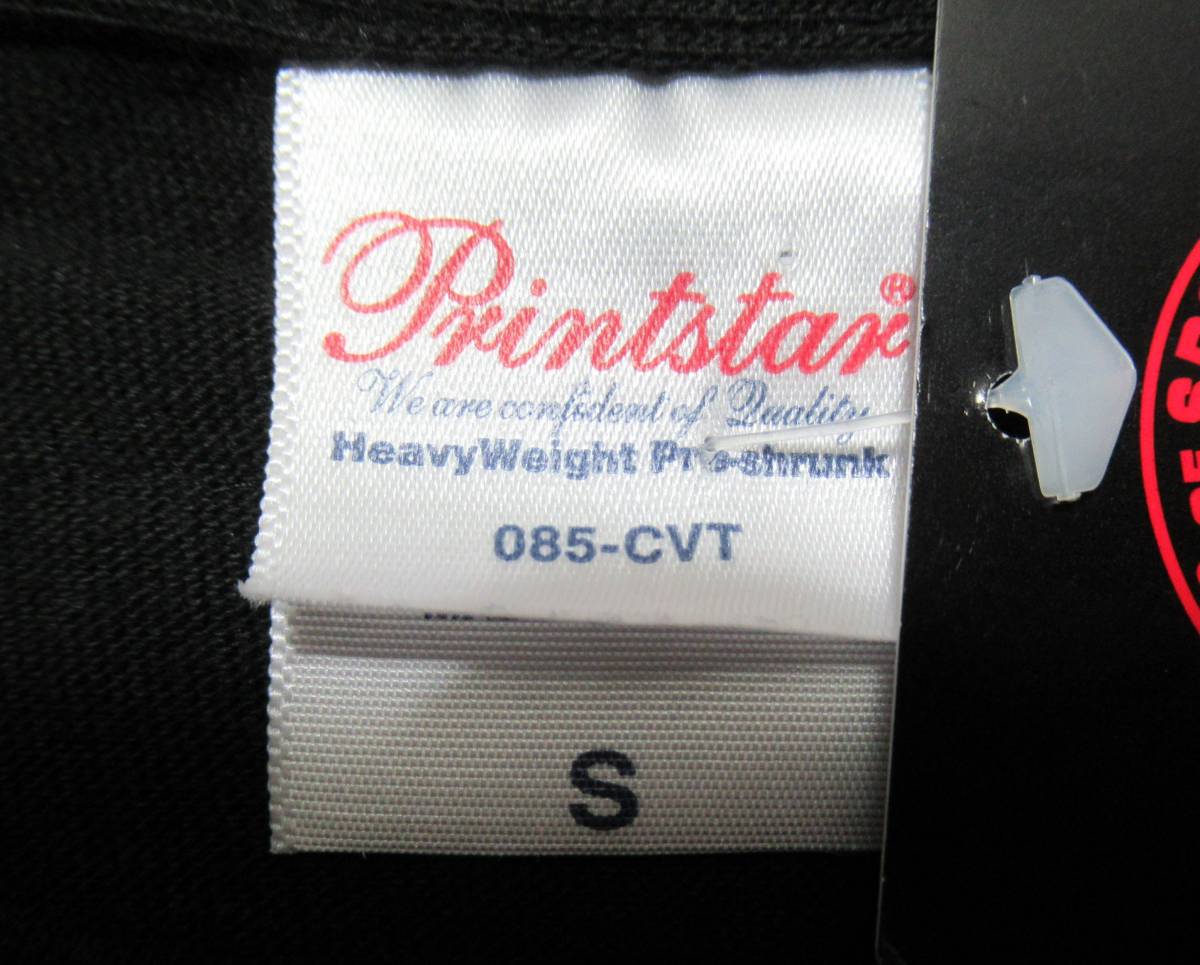 Printstar®
We are confident of Quality
HeavyWeight Pre-shrunk
085-CVT
S